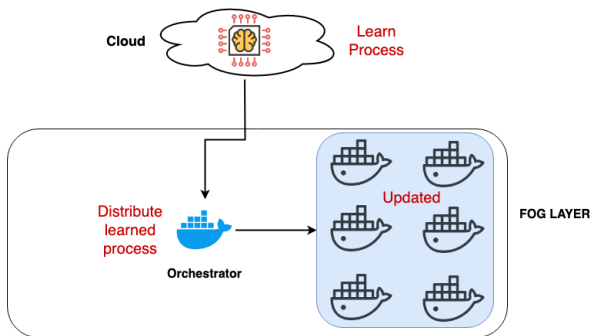 Cloud
Learn
Process
Distribute
learned
process
Updated
Orchestrator
FOG LAYER